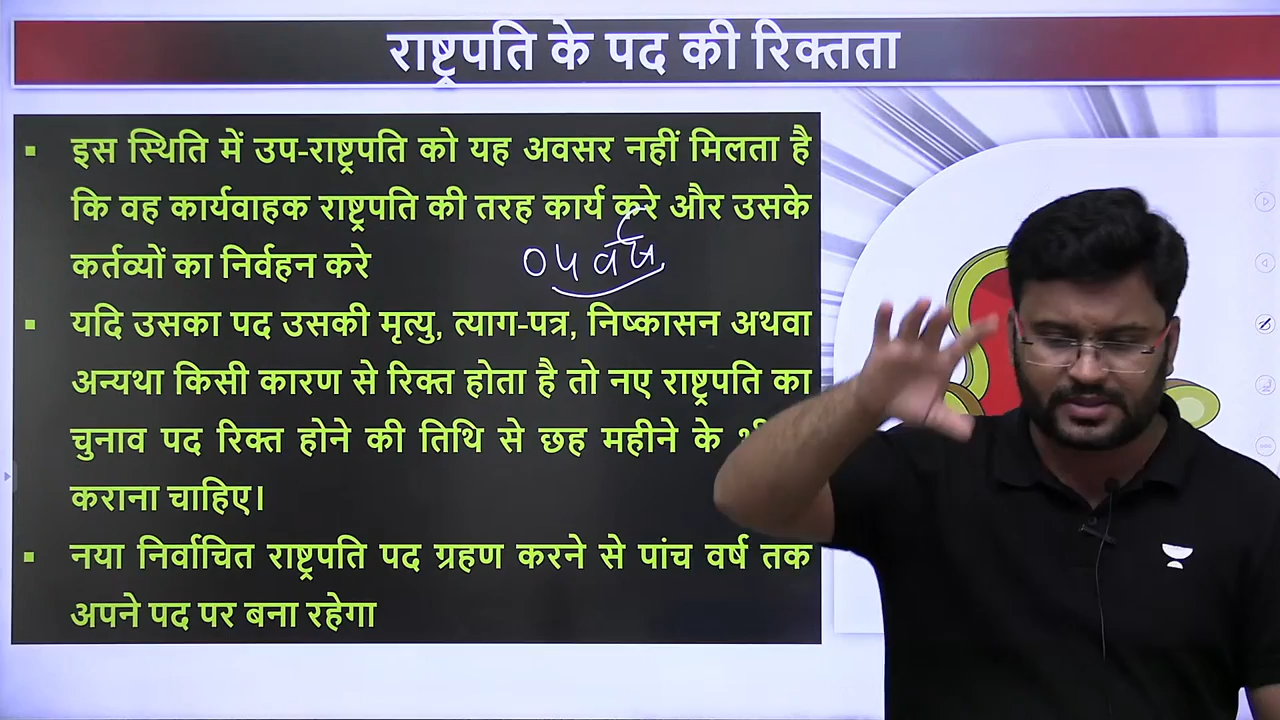 राष्ट्रपति के पद की रिक्तता
इस स्थिति में उप-राष्ट्रपति को यह अवसर नहीं मिलता है
कि वह कार्यवाहक राष्ट्रपति की तरह कार्य करे और उसके
कर्तव्यों का निर्वहन करे
05 वर्ष
यदि उसका पद उसकी मृत्यु, त्याग-पत्र, निष्कासन अथवा
अन्यथा किसी कारण से रिक्त होता है तो नए राष्ट्रपति का
चुनाव पद रिक्त होने की तिथि से छह महीने के
कराना चाहिए।
नया निर्वाचित राष्ट्रपति पद ग्रहण करने से पांच वर्ष तक
अपने पद पर बना रहेगा